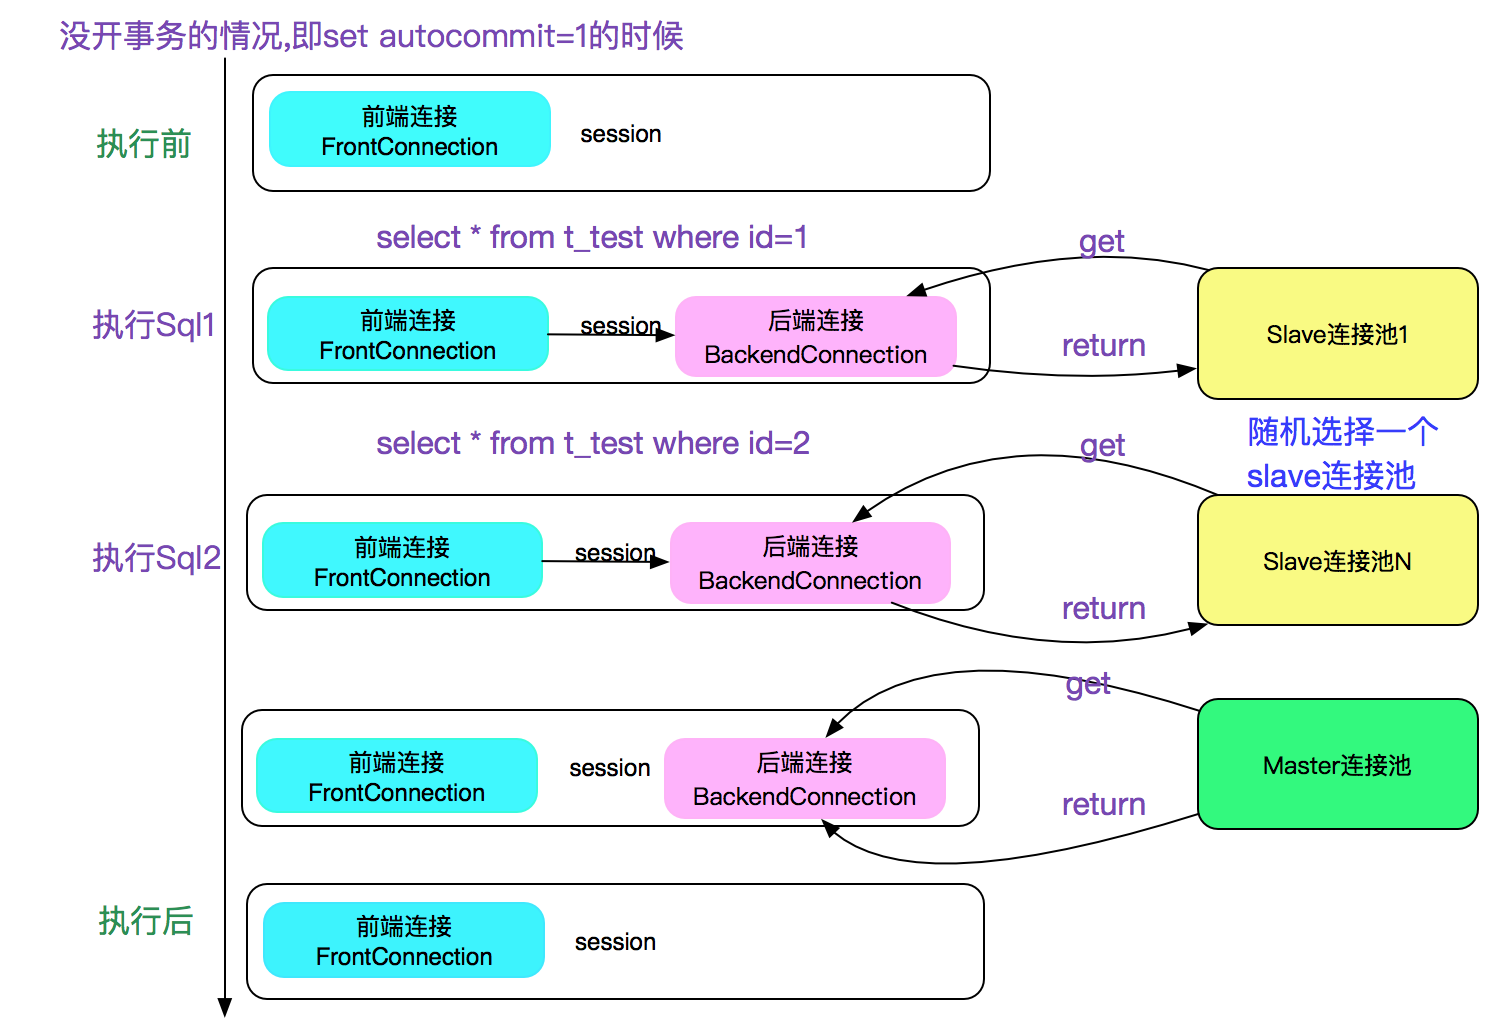 没开事务的情况,即set autocommit=1的时候
执行前
前端连接
FrontConnection
session
select * from t_test where id=1
get
执行Sql1
前端连接
FrontConnection
session
后端连接
BackendConnection
return
Slave连接池1
select * from t_test where id=2
get
随机选择一个
slave连接池
执行Sql2
前端连接
FrontConnection
session
后端连接
BackendConnection
return
Slave连接池N
get
前端连接
FrontConnection
session
后端连接
BackendConnection
return
Master连接池
执行后
前端连接
FrontConnection
session